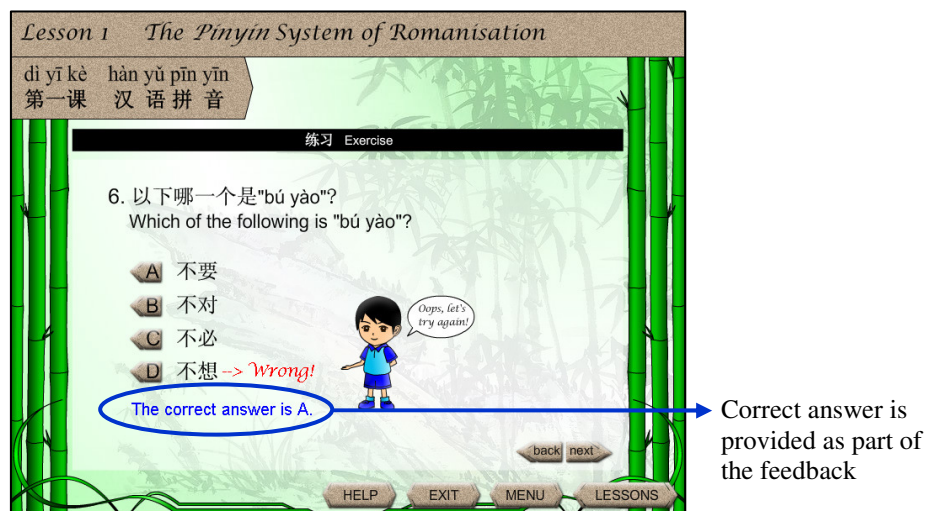 Lesson 1 The Pinyin System of Romanisation
dì yī kè hàn yǔ pīn yīn
第一课 汉语拼音
练习 Exercise
6. 以下哪一个是"bú yào"?
Which of the following is "bú yào"?
A 不要
B 不对
C 不必
D 不想 --> Wrong!
Oops, let's
try again!
The correct answer is A.
Correct answer is
provided as part of
the feedback
back next
HELP EXIT MENU LESSONS